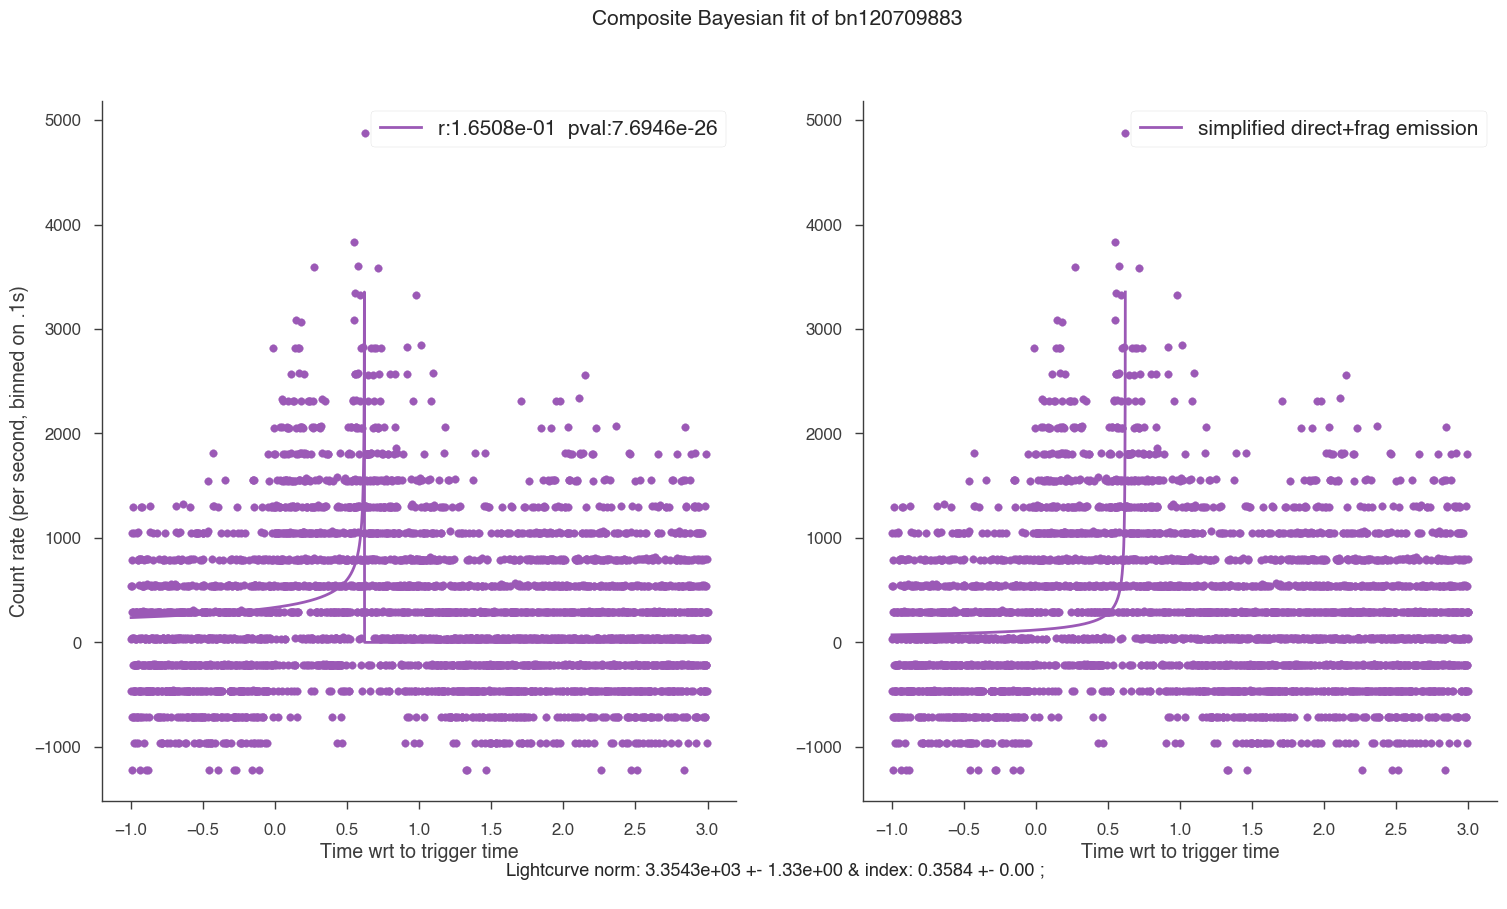 Composite Bayesian fit of bn120709883
r:1.6508e-01 pval:7.6946e-26
simplified direct+frag emission
Count rate (per second, binned on .1s)
5000
4000
3000
2000
1000
0
−1000
5000
4000
3000
2000
1000
0
−1000
−1.0 −0.5 0.0 0.5 1.0 1.5 2.0 2.5 3.0
−1.0 −0.5 0.0 0.5 1.0 1.5 2.0 2.5 3.0
Time wrt to trigger time
Time wrt to trigger time
Lightcurve norm: 3.3543e+03 +- 1.33e+00 & index: 0.3584 +- 0.00 ;